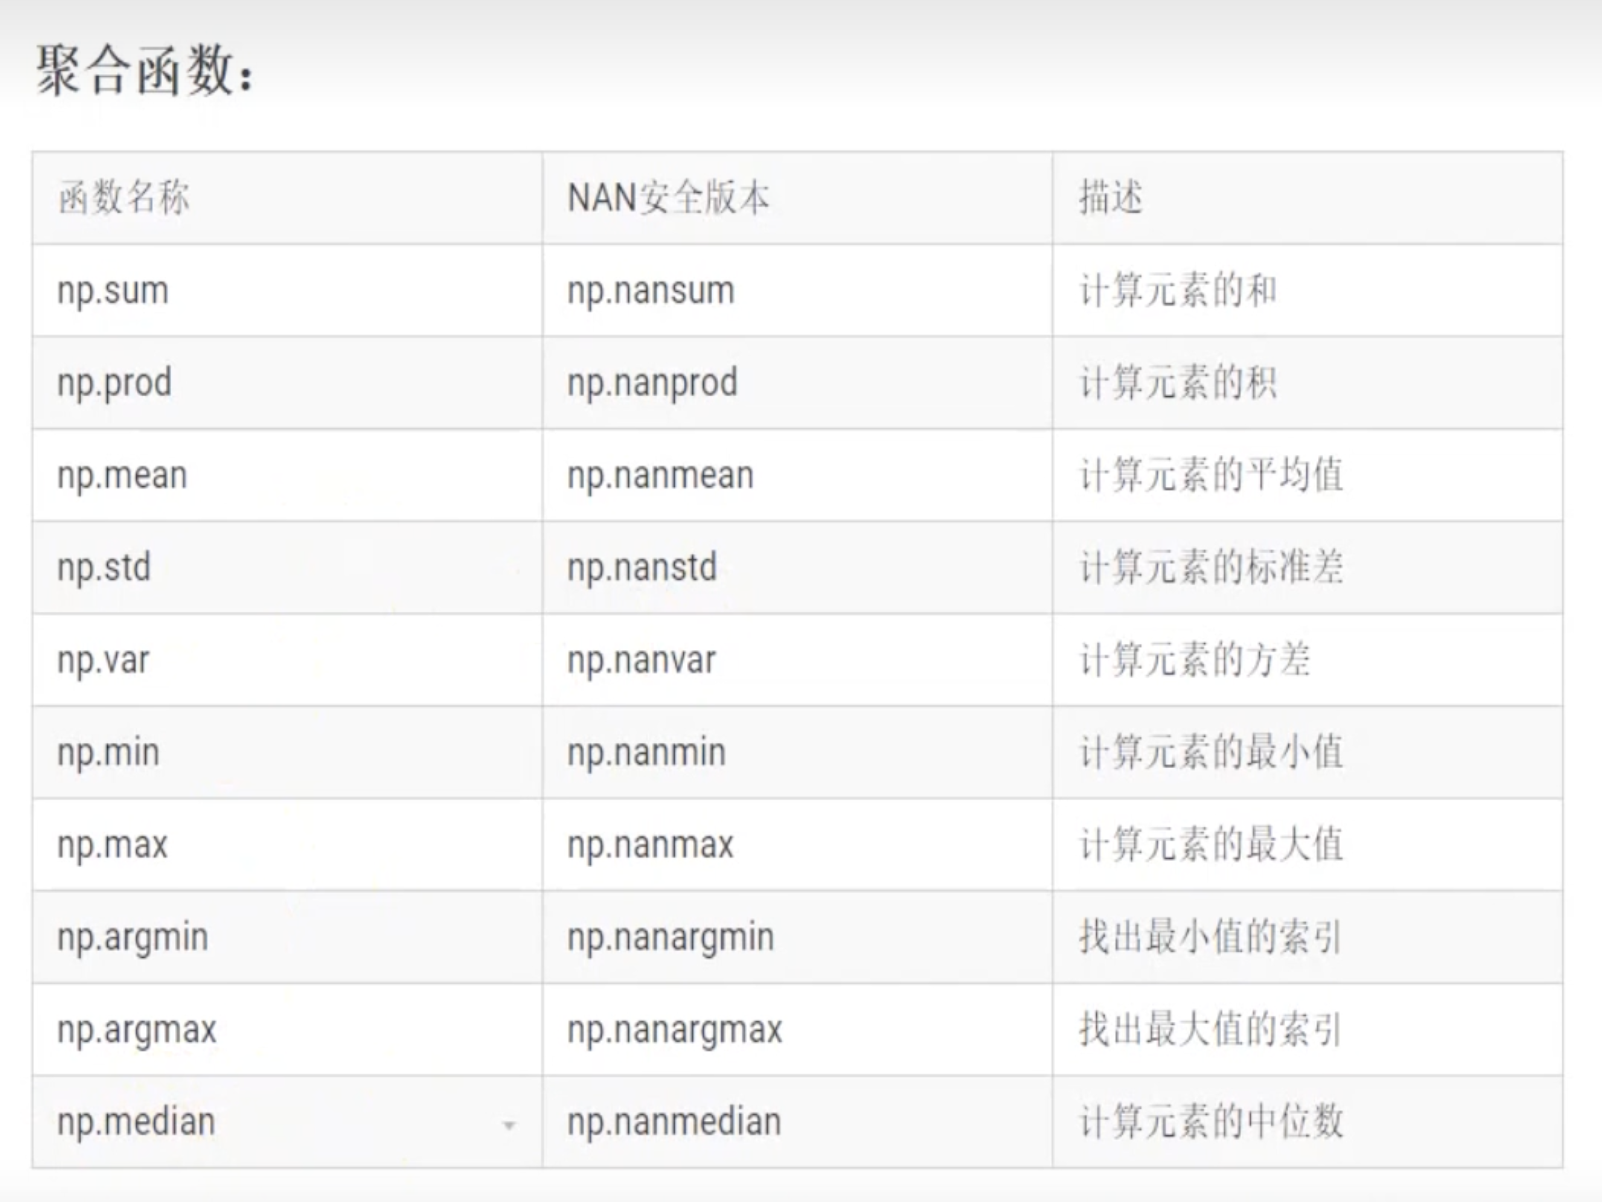 聚合函数：
函数名称 NAN安全版本 描述
np.sum np.nansum 计算元素的和
np.prod np.nanprod 计算元素的积
np.mean np.nanmean 计算元素的平均值
np.std np.nanstd 计算元素的标准差
np.var np.nanvar 计算元素的方差
np.min np.nanmin 计算元素的最小值
np.max np.nanmax 计算元素的最大值
np.argmin np.nanargmin 找出最小值的索引
np.argmax np.nanargmax 找出最大值的索引
np.median np.nanmedian 计算元素的中位数